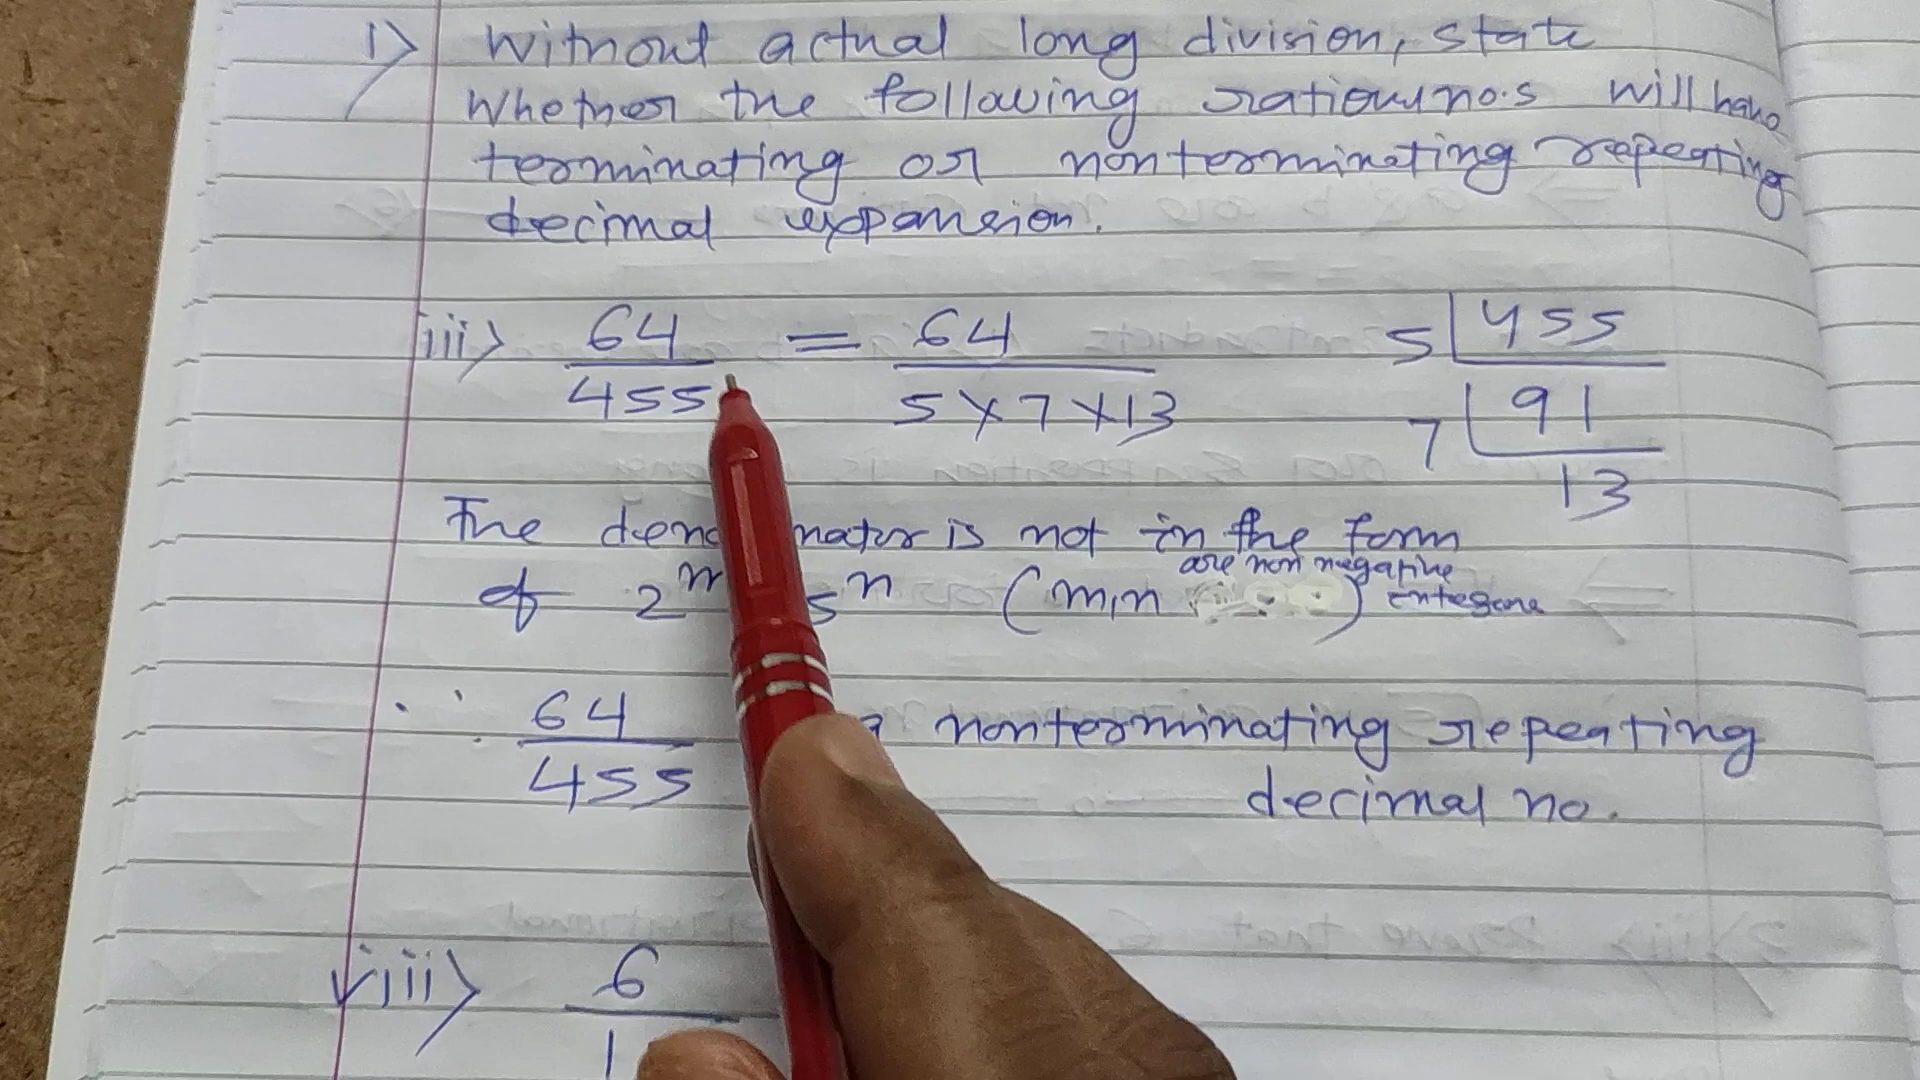 1) Without actual long division, state
Whether the following rational no.s will have
terminating or nonterminating repeating
decimal expansion.
iii) 64/455 = 64/5×7×13
5 | 455
7 | 91
13
The denominator is not in the form
of 2^m 5^n (m,n are non negative integers)
∴ 64/455 nonterminating repeating
decimal no.
viii) 6